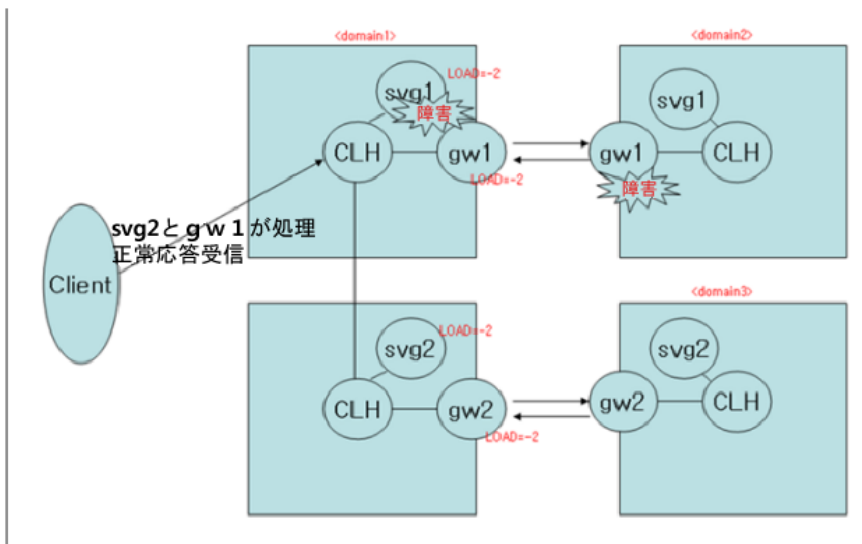 <domain1>
<domain2>
svg1
LOAD=-2
障害
svg1
CLH
gw1
gw1
CLH
LOAD=-2
障害
svg2とｇｗ１が処理
正常応答受信
Client
<domain3>
svg2
LOAD=-2
svg2
CLH
gw2
gw2
CLH
LOAD=-2